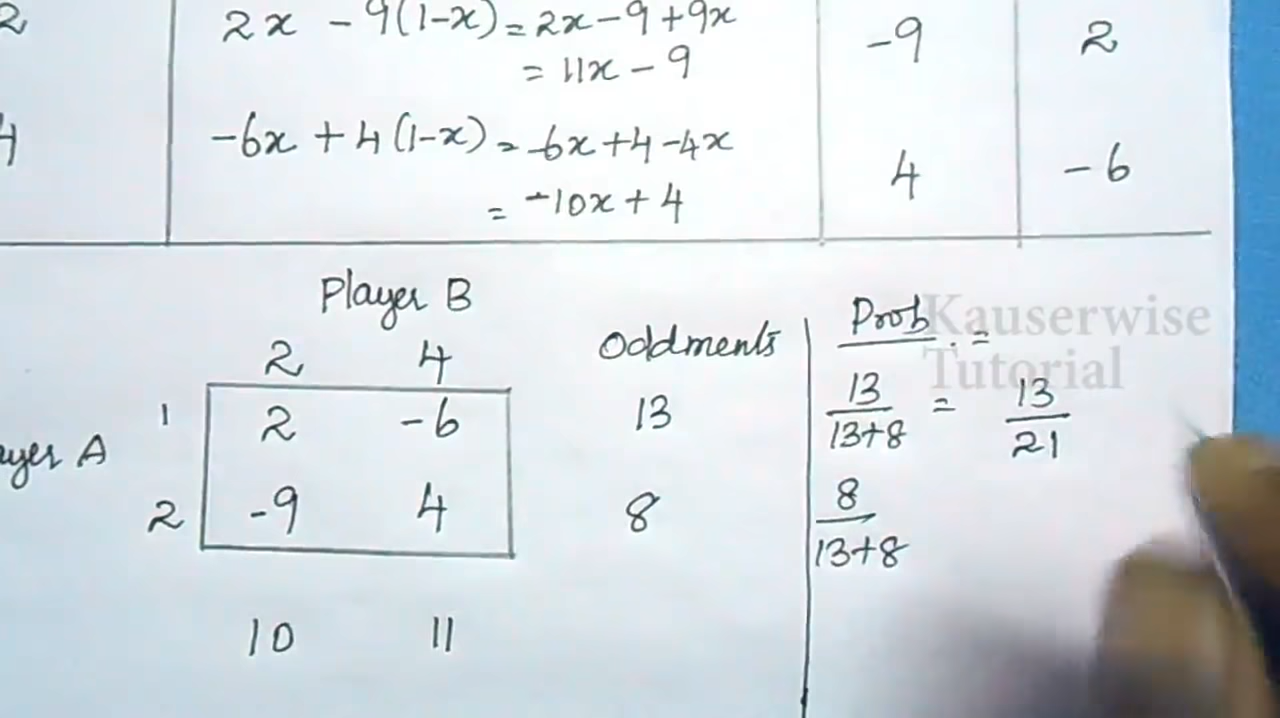 2 2x - 9(1-x) = 2x - 9 + 9x -9 2
= 11x - 9
4 -6x + 4(1-x) = -6x + 4 - 4x 4 -6
= -10x + 4
Player B
Oddments Prob. =
Kauserwise
Tutorial
2 4
1 2 -6 13 13/13+8 = 13/21
ayer A
2 -9 4 8 8/13+8
10 11